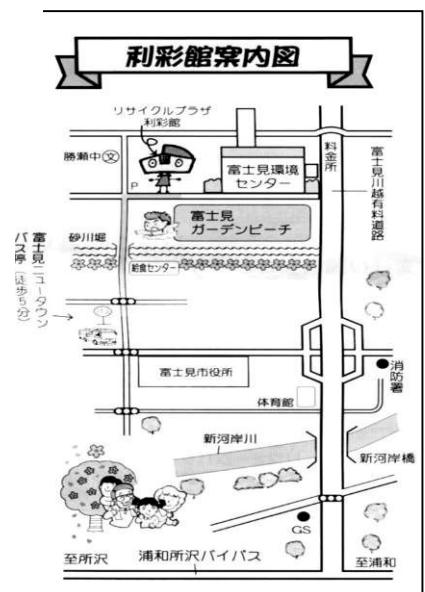 利彩館案内図
リサイクルプラザ
利彩館
勝瀬中
文
P
富士見環境
センター
料金所
富士見川越有料道路
富士見
ガーデンビーチ
砂川堀
給食センター
富士見ニュータウン
バス亭（徒歩5分）
富士見市役所
消防署
体育館
新河岸川
新河岸橋
GS
至所沢
浦和所沢バイパス
至浦和